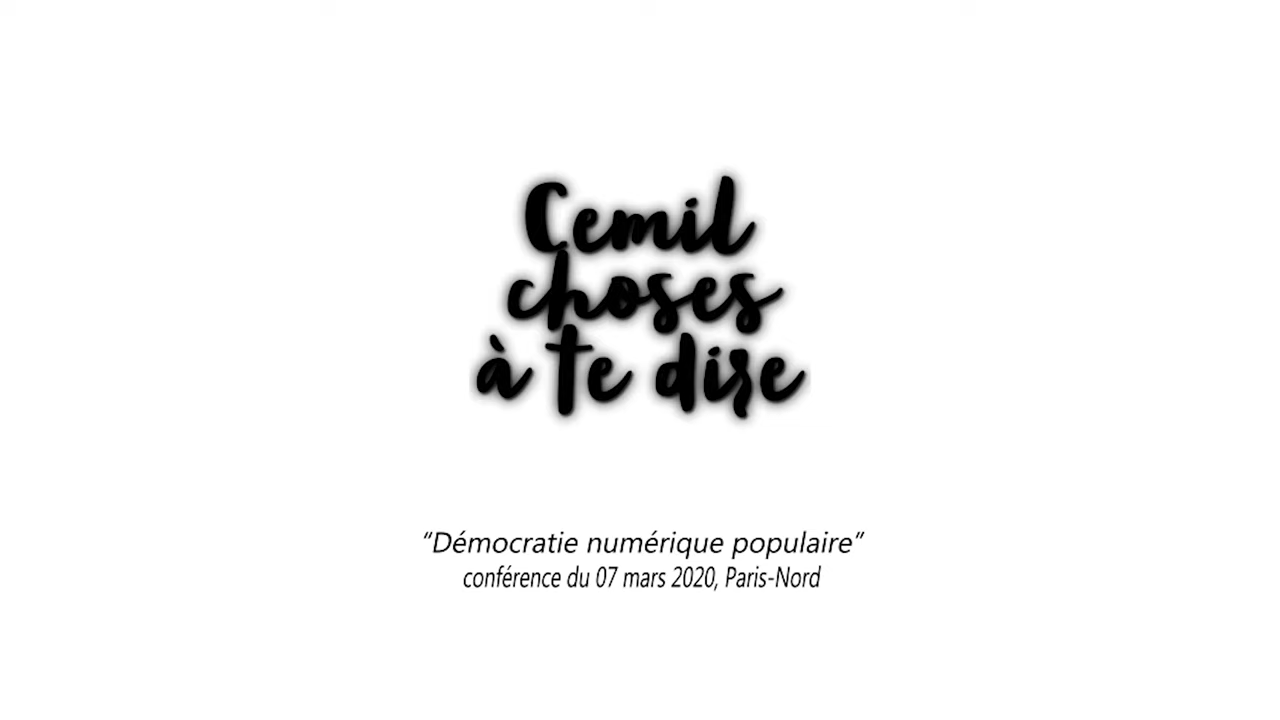 Cemil
choses
à te dire
“Démocratie numérique populaire”
conférence du 07 mars 2020, Paris-Nord